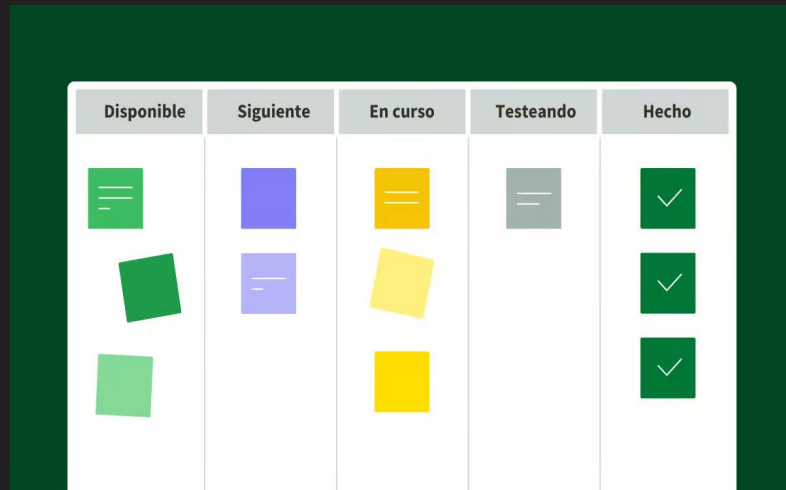 Disponible
Siguiente
En curso
Testeando
Hecho